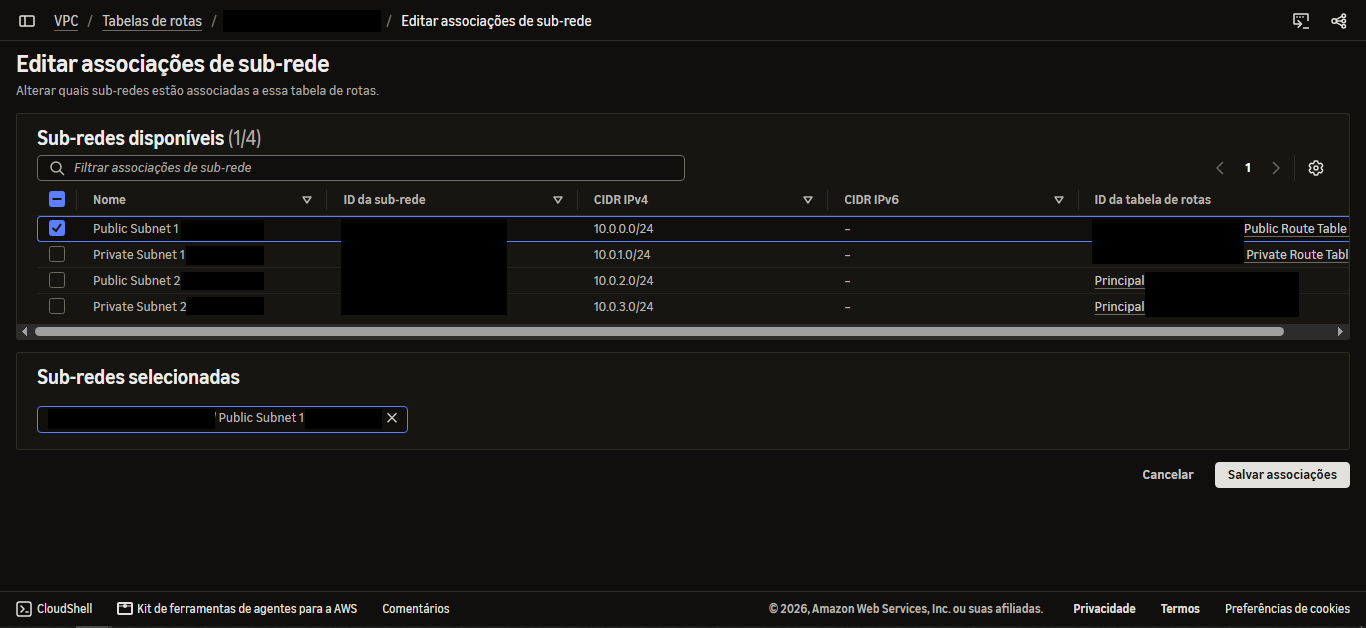 VPC / Tabelas de rotas / / Editar associações de sub-rede
Editar associações de sub-rede
Alterar quais sub-redes estão associadas a essa tabela de rotas.
Sub-redes disponíveis (1/4)
Filtrar associações de sub-rede
1
Nome ID da sub-rede CIDR IPv4 CIDR IPv6 ID da tabela de rotas
Public Subnet 1 10.0.0.0/24 – Public Route Table
Private Subnet 1 10.0.1.0/24 – Private Route Tabl
Public Subnet 2 10.0.2.0/24 – Principal
Private Subnet 2 10.0.3.0/24 – Principal
Sub-redes selecionadas
/ Public Subnet 1
Cancelar Salvar associações
CloudShell Kit de ferramentas de agentes para a AWS Comentários © 2026, Amazon Web Services, Inc. ou suas afiliadas. Privacidade Termos Preferências de cookies